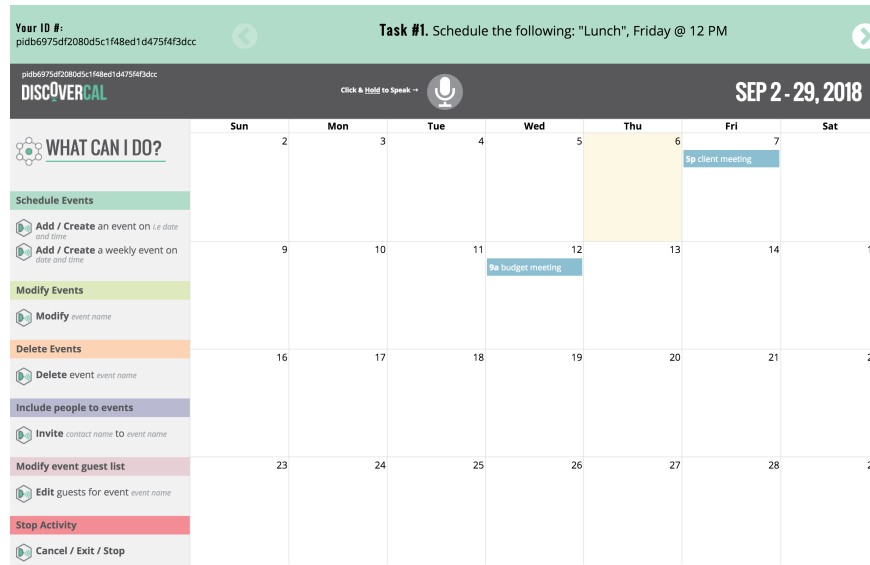 Your ID #:
pidb6975df2080d5c1f48ed1d475f4f3dcc
Task #1. Schedule the following: "Lunch", Friday @ 12 PM
pidb6975df2080d5c1f48ed1d475f4f3dcc
DISCOVERCAL
Click & Hold to Speak →
SEP 2 - 29, 2018
WHAT CAN I DO?
Schedule Events
Add / Create an event on i.e date
and time
Add / Create a weekly event on
date and time
Modify Events
Modify event name
Delete Events
Delete event event name
Include people to events
Invite contact name to event name
Modify event guest list
Edit guests for event event name
Stop Activity
Cancel / Exit / Stop
Sun Mon Tue Wed Thu Fri Sat
2 3 4 5 6 7
5p client meeting
9 10 11 12 13 14
9a budget meeting
16 17 18 19 20 21
23 24 25 26 27 28